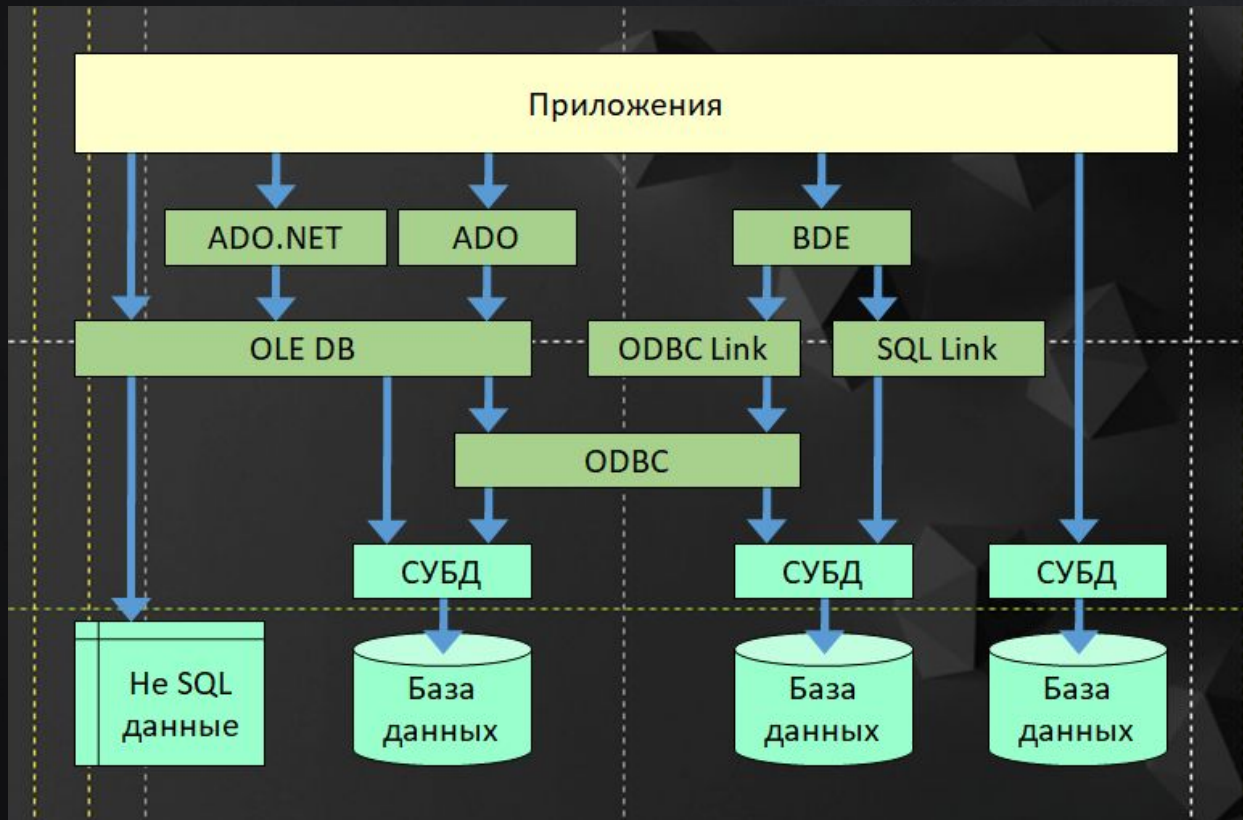 Приложения
ADO.NET
ADO
BDE
OLE DB
ODBC Link
SQL Link
ODBC
СУБД
СУБД
СУБД
Не SQL
данные
База
данных
База
данных
База
данных